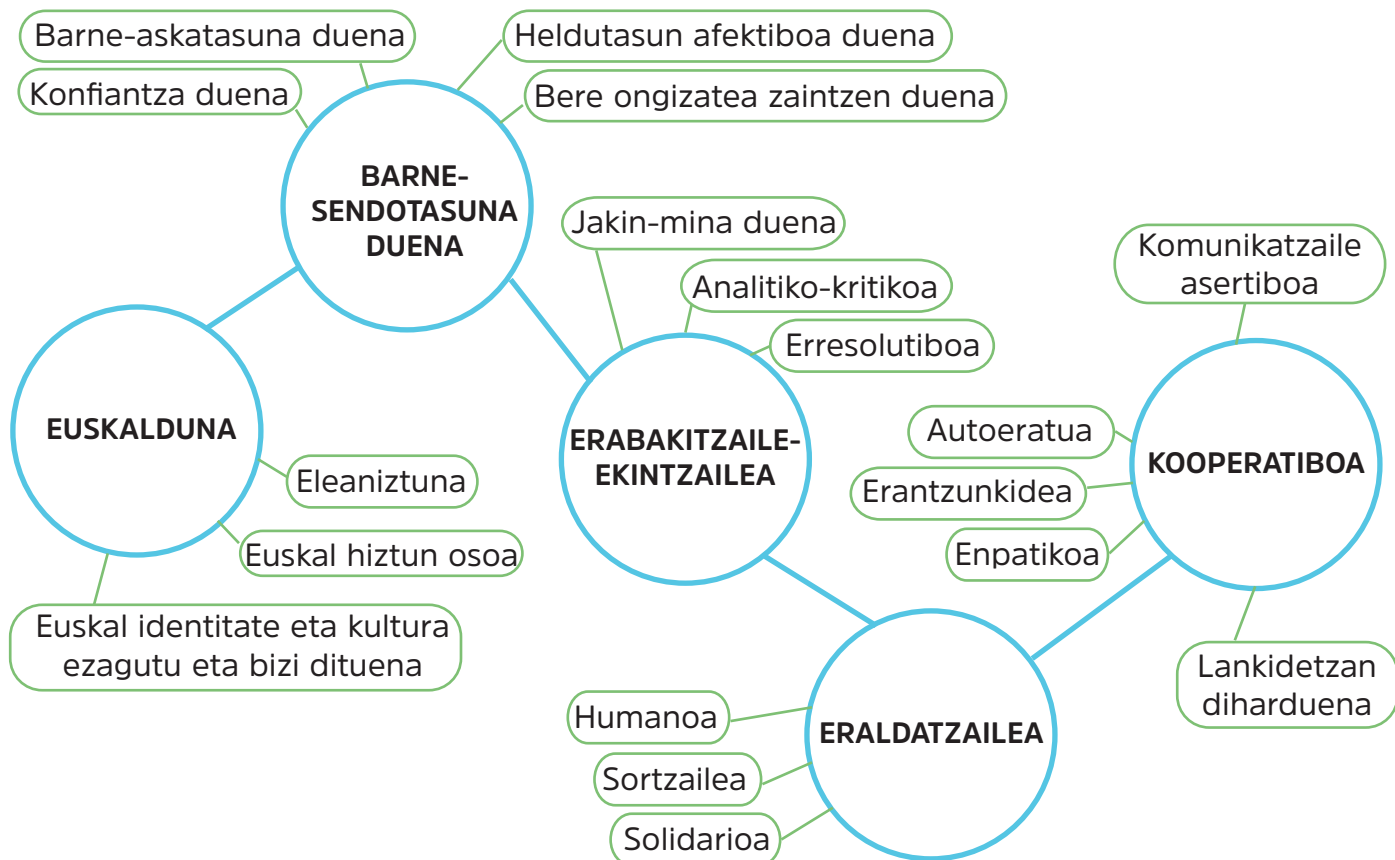 Barne-askatasuna duena
Heldutasun afektiboa duena
Konfiantza duena
Bere ongizatea zaintzen duena
BARNE-
SENDOTASUNA
DUENA
Jakin-mina duena
Analitiko-kritikoa
Erresolutiboa
Komunikatzaile
asertiboa
EUSKALDUNA
ERABAKITZAILE-
EKINTZAILEA
Autoeratua
KOOPERATIBOA
Eleaniztuna
Erantzunkidea
Euskal hiztun osoa
Enpatikoa
Euskal identitate eta kultura
ezagutu eta bizi dituena
Lankidetzan
diharduena
Humanoa
ERALDATZAILEA
Sortzailea
Solidarioa